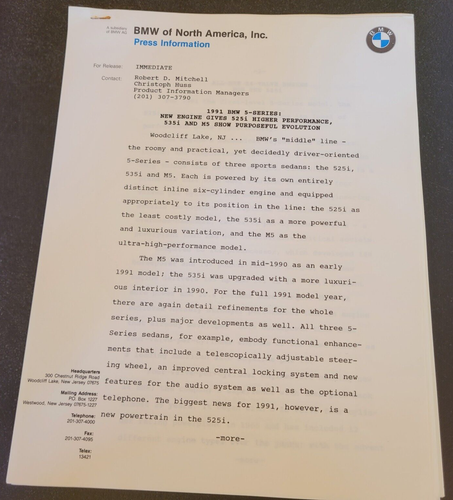 A subsidiary
of BMW AG
BMW of North America, Inc.
Press Information
BMW
For Release: IMMEDIATE
Contact: Robert D. Mitchell
Christoph Huss
Product Information Managers
(201) 307-3790
1991 BMW 5-SERIES:
NEW ENGINE GIVES 525i HIGHER PERFORMANCE,
535i AND M5 SHOW PURPOSEFUL EVOLUTION
Woodcliff Lake, NJ ... BMW's "middle" line -
the roomy and practical, yet decidedly driver-oriented
5-Series - consists of three sports sedans: the 525i,
535i and M5. Each is powered by its own entirely
distinct inline six-cylinder engine and equipped
appropriately to its position in the line: the 525i as
the least costly model, the 535i as a more powerful
and luxurious variation, and the M5 as the
ultra-high-performance model.
The M5 was introduced in mid-1990 as an early
1991 model; the 535i was upgraded with a more luxuri-
ous interior in 1990. For the full 1991 model year,
there are again detail refinements for the whole
series, plus major developments as well. All three 5-
Series sedans, for example, embody functional enhance-
ments that include a telescopically adjustable steer-
ing wheel, an improved central locking system and new
features for the audio system as well as the optional
telephone. The biggest news for 1991, however, is a
new powertrain in the 525i.
-more-
Headquarters
300 Chestnut Ridge Road
Woodcliff Lake, New Jersey 07675
Mailing Address:
PO Box 1227
Westwood, New Jersey 07675-1227
Telephone:
201-307-4000
Fax:
201-307-4095
Telex:
13421